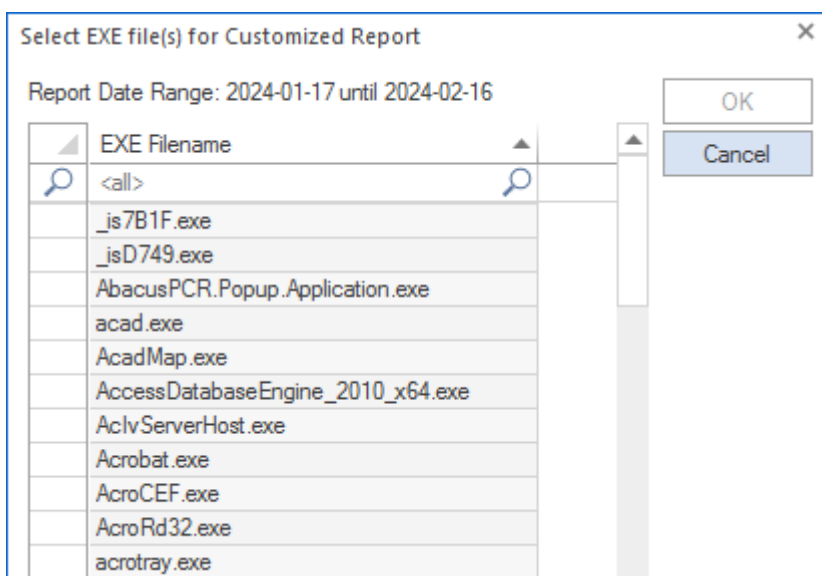 Select EXE file(s) for Customized Report
Report Date Range: 2024-01-17 until 2024-02-16
OK
Cancel
EXE Filename
<all>
_is7B1F.exe
_isD749.exe
AbacusPCR.Popup.Application.exe
acad.exe
AcadMap.exe
AccessDatabaseEngine_2010_x64.exe
AclvServerHost.exe
Acrobat.exe
AcroCEF.exe
AcroRd32.exe
acrotray.exe